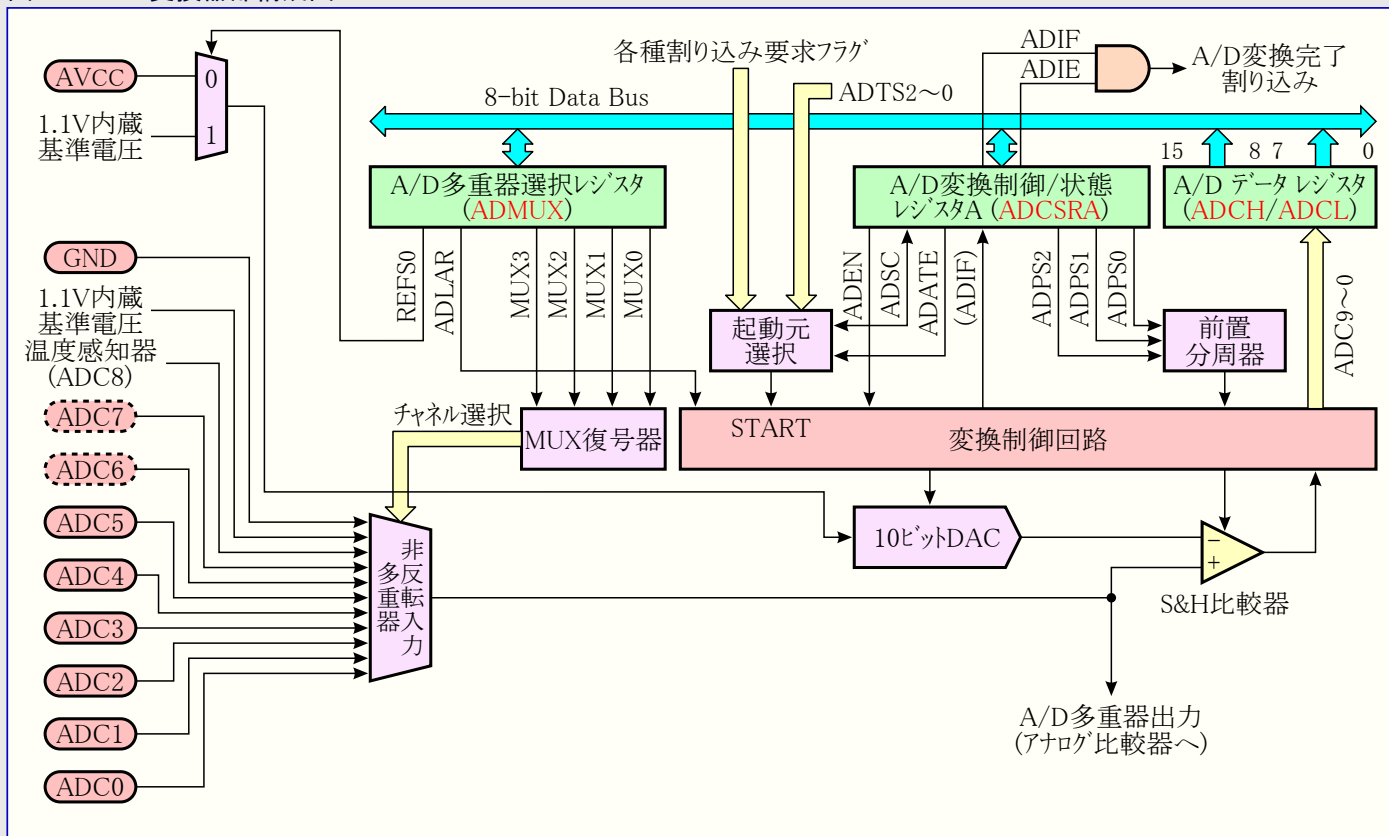 AVCC
0
1
1.1V内蔵
基準電圧
各種割り込み要求フラグ
ADTS2～0
8-bit Data Bus
ADIF
ADIE
A/D変換完了
割り込み
15
8
7
0
A/D多重器選択レジスタ
(ADMUX)
A/D変換制御/状態
レジスタA (ADCSRA)
A/D データレジスタ
(ADCH/ADCL)
REFS0
ADLAR
MUX3
MUX2
MUX1
MUX0
ADEN
ADSC
ADATE
(ADIF)
ADPS2
ADPS1
ADPS0
ADC9～0
起動元
選択
前置
分周器
GND
1.1V内蔵
基準電圧
温度感知器
(ADC8)
ADC7
ADC6
ADC5
ADC4
ADC3
ADC2
ADC1
ADC0
チャネル選択
MUX復号器
START
変換制御回路
非反転入力
多重器
10ビットDAC
−
+
S&H比較器
A/D多重器出力
(アナログ比較器へ)